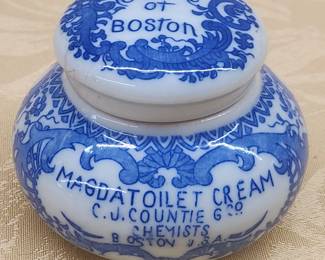 of
BOSTON
MAGDA TOILET CREAM
C.J. COUNTIE & Co
CHEMISTS
BOSTON U.S.A.